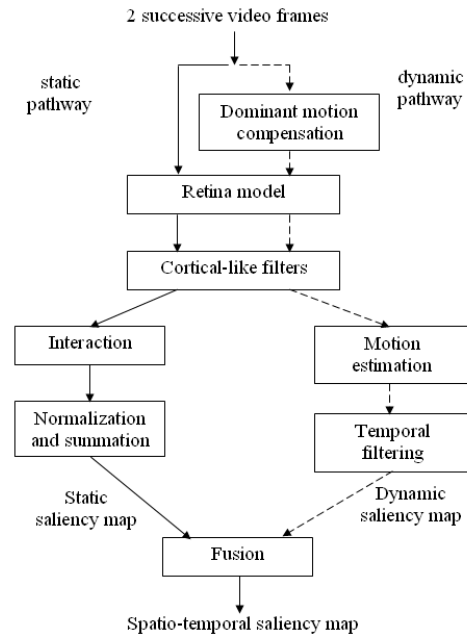 2 successive video frames
static
pathway
dynamic
pathway
Dominant motion
compensation
Retina model
Cortical-like filters
Interaction
Motion
estimation
Normalization
and summation
Temporal
filtering
Static
saliency map
Dynamic
saliency map
Fusion
Spatio-temporal saliency map